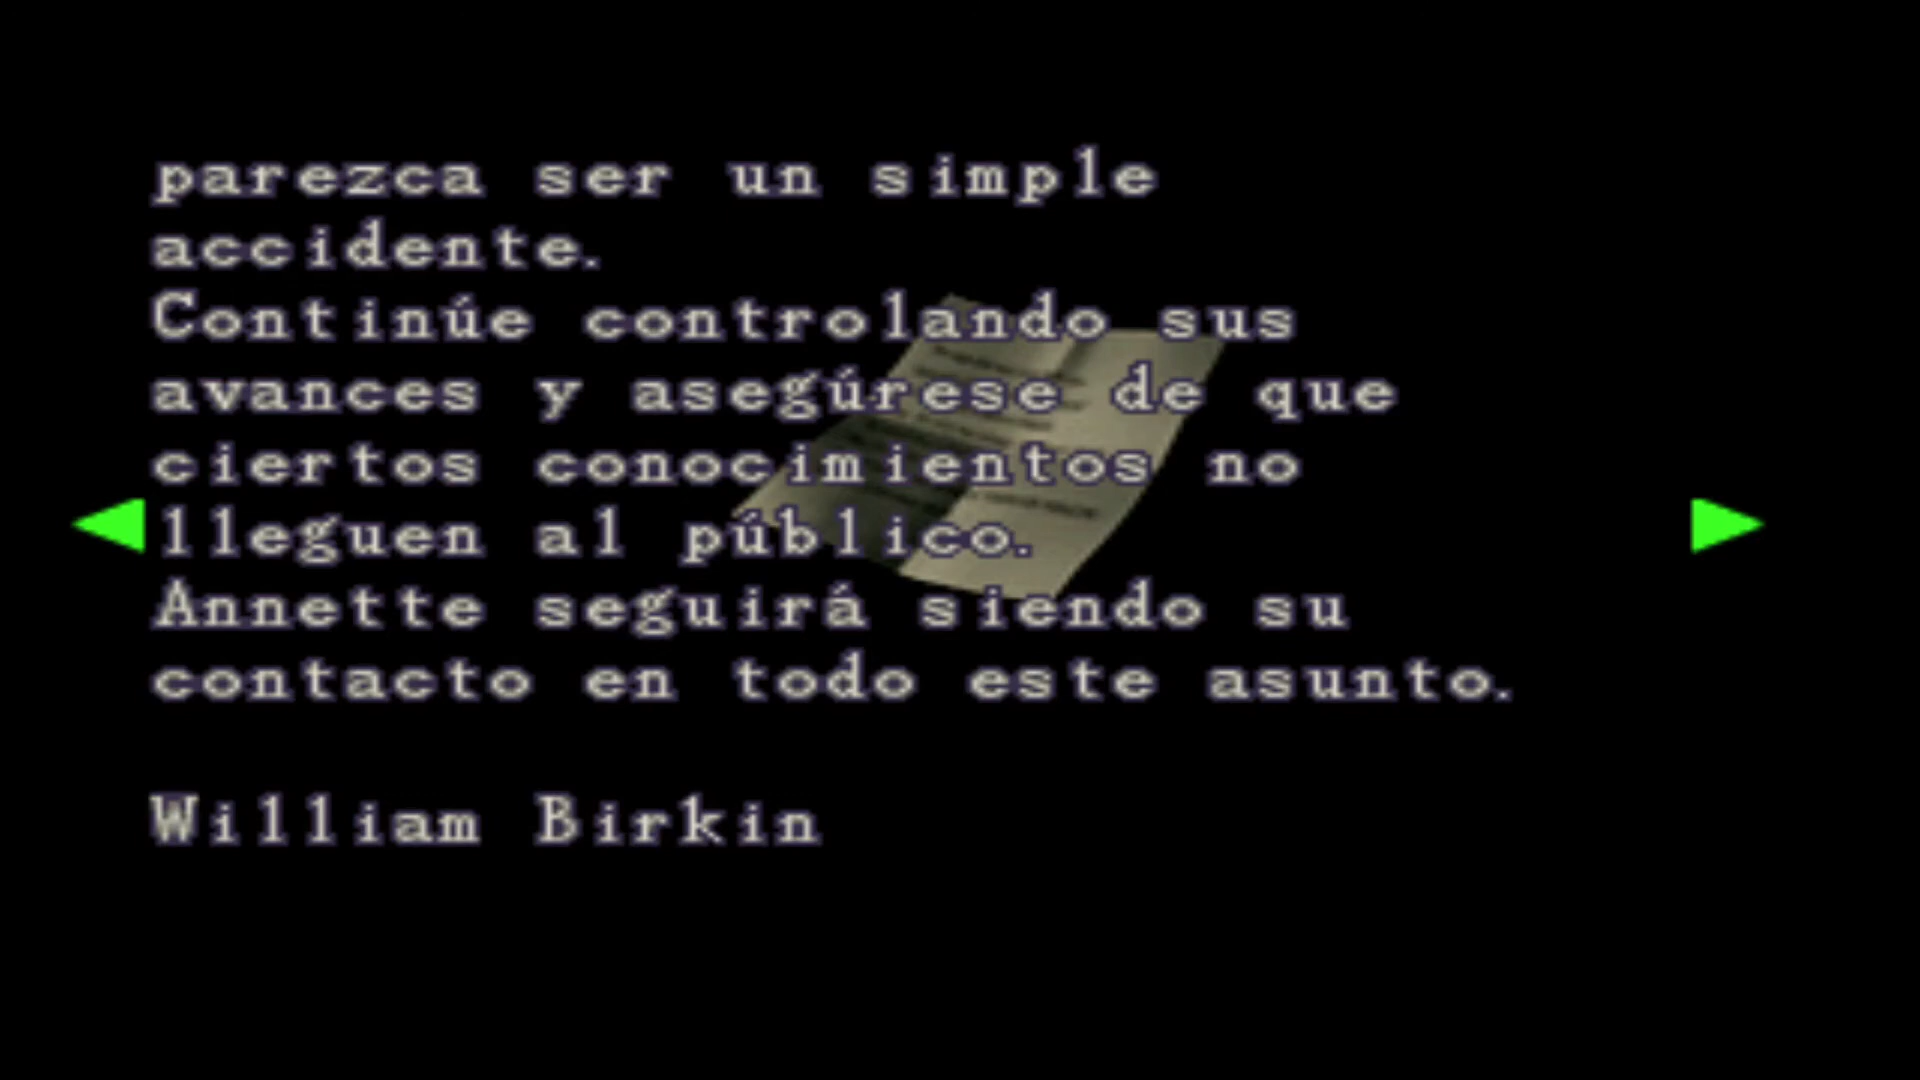 parezca ser un simple
accidente.
Continúe controlando sus
avances y asegúrese de que
ciertos conocimientos no
lleguen al público.
Annette seguirá siendo su
contacto en todo este asunto.
William Birkin